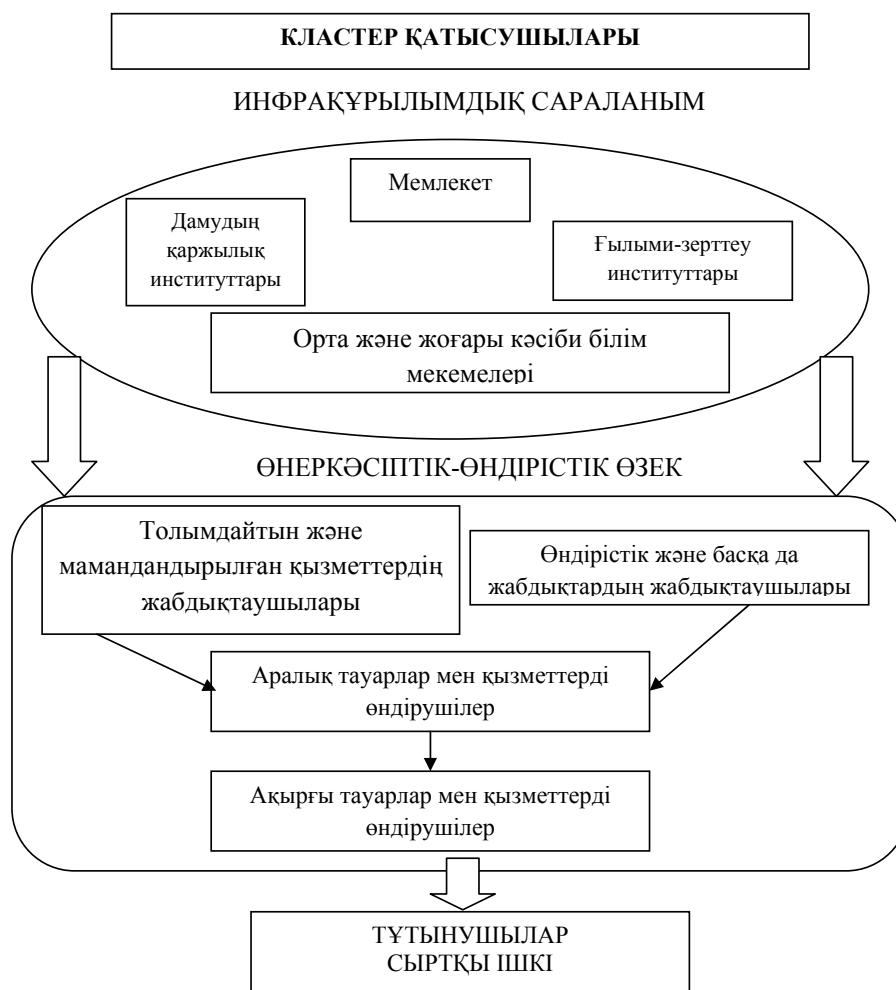 КЛАСТЕР ҚАТЫСУШЫЛАРЫ
ИНФРАҚҰРЫЛЫМДЫҚ САРАЛАНЫМ
Мемлекет
Дамудың
қаржылық
институттары
Ғылыми-зерттеу
институттары
Орта және жоғары кәсіби білім
мекемелері
ӨНЕРКӘСІПТІК-ӨНДІРІСТІК ӨЗЕК
Толымдайтын және
мамандандырылған қызметтердің
жабдықтаушылары
Өндірістік және басқа да
жабдықтардың жабдықтаушылары
Аралық тауарлар мен қызметтерді
өндірушілер
Ақырғы тауарлар мен қызметтерді
өндірушілер
ТҰТЫНУШЫЛАР
СЫРТҚЫ ІШКІ